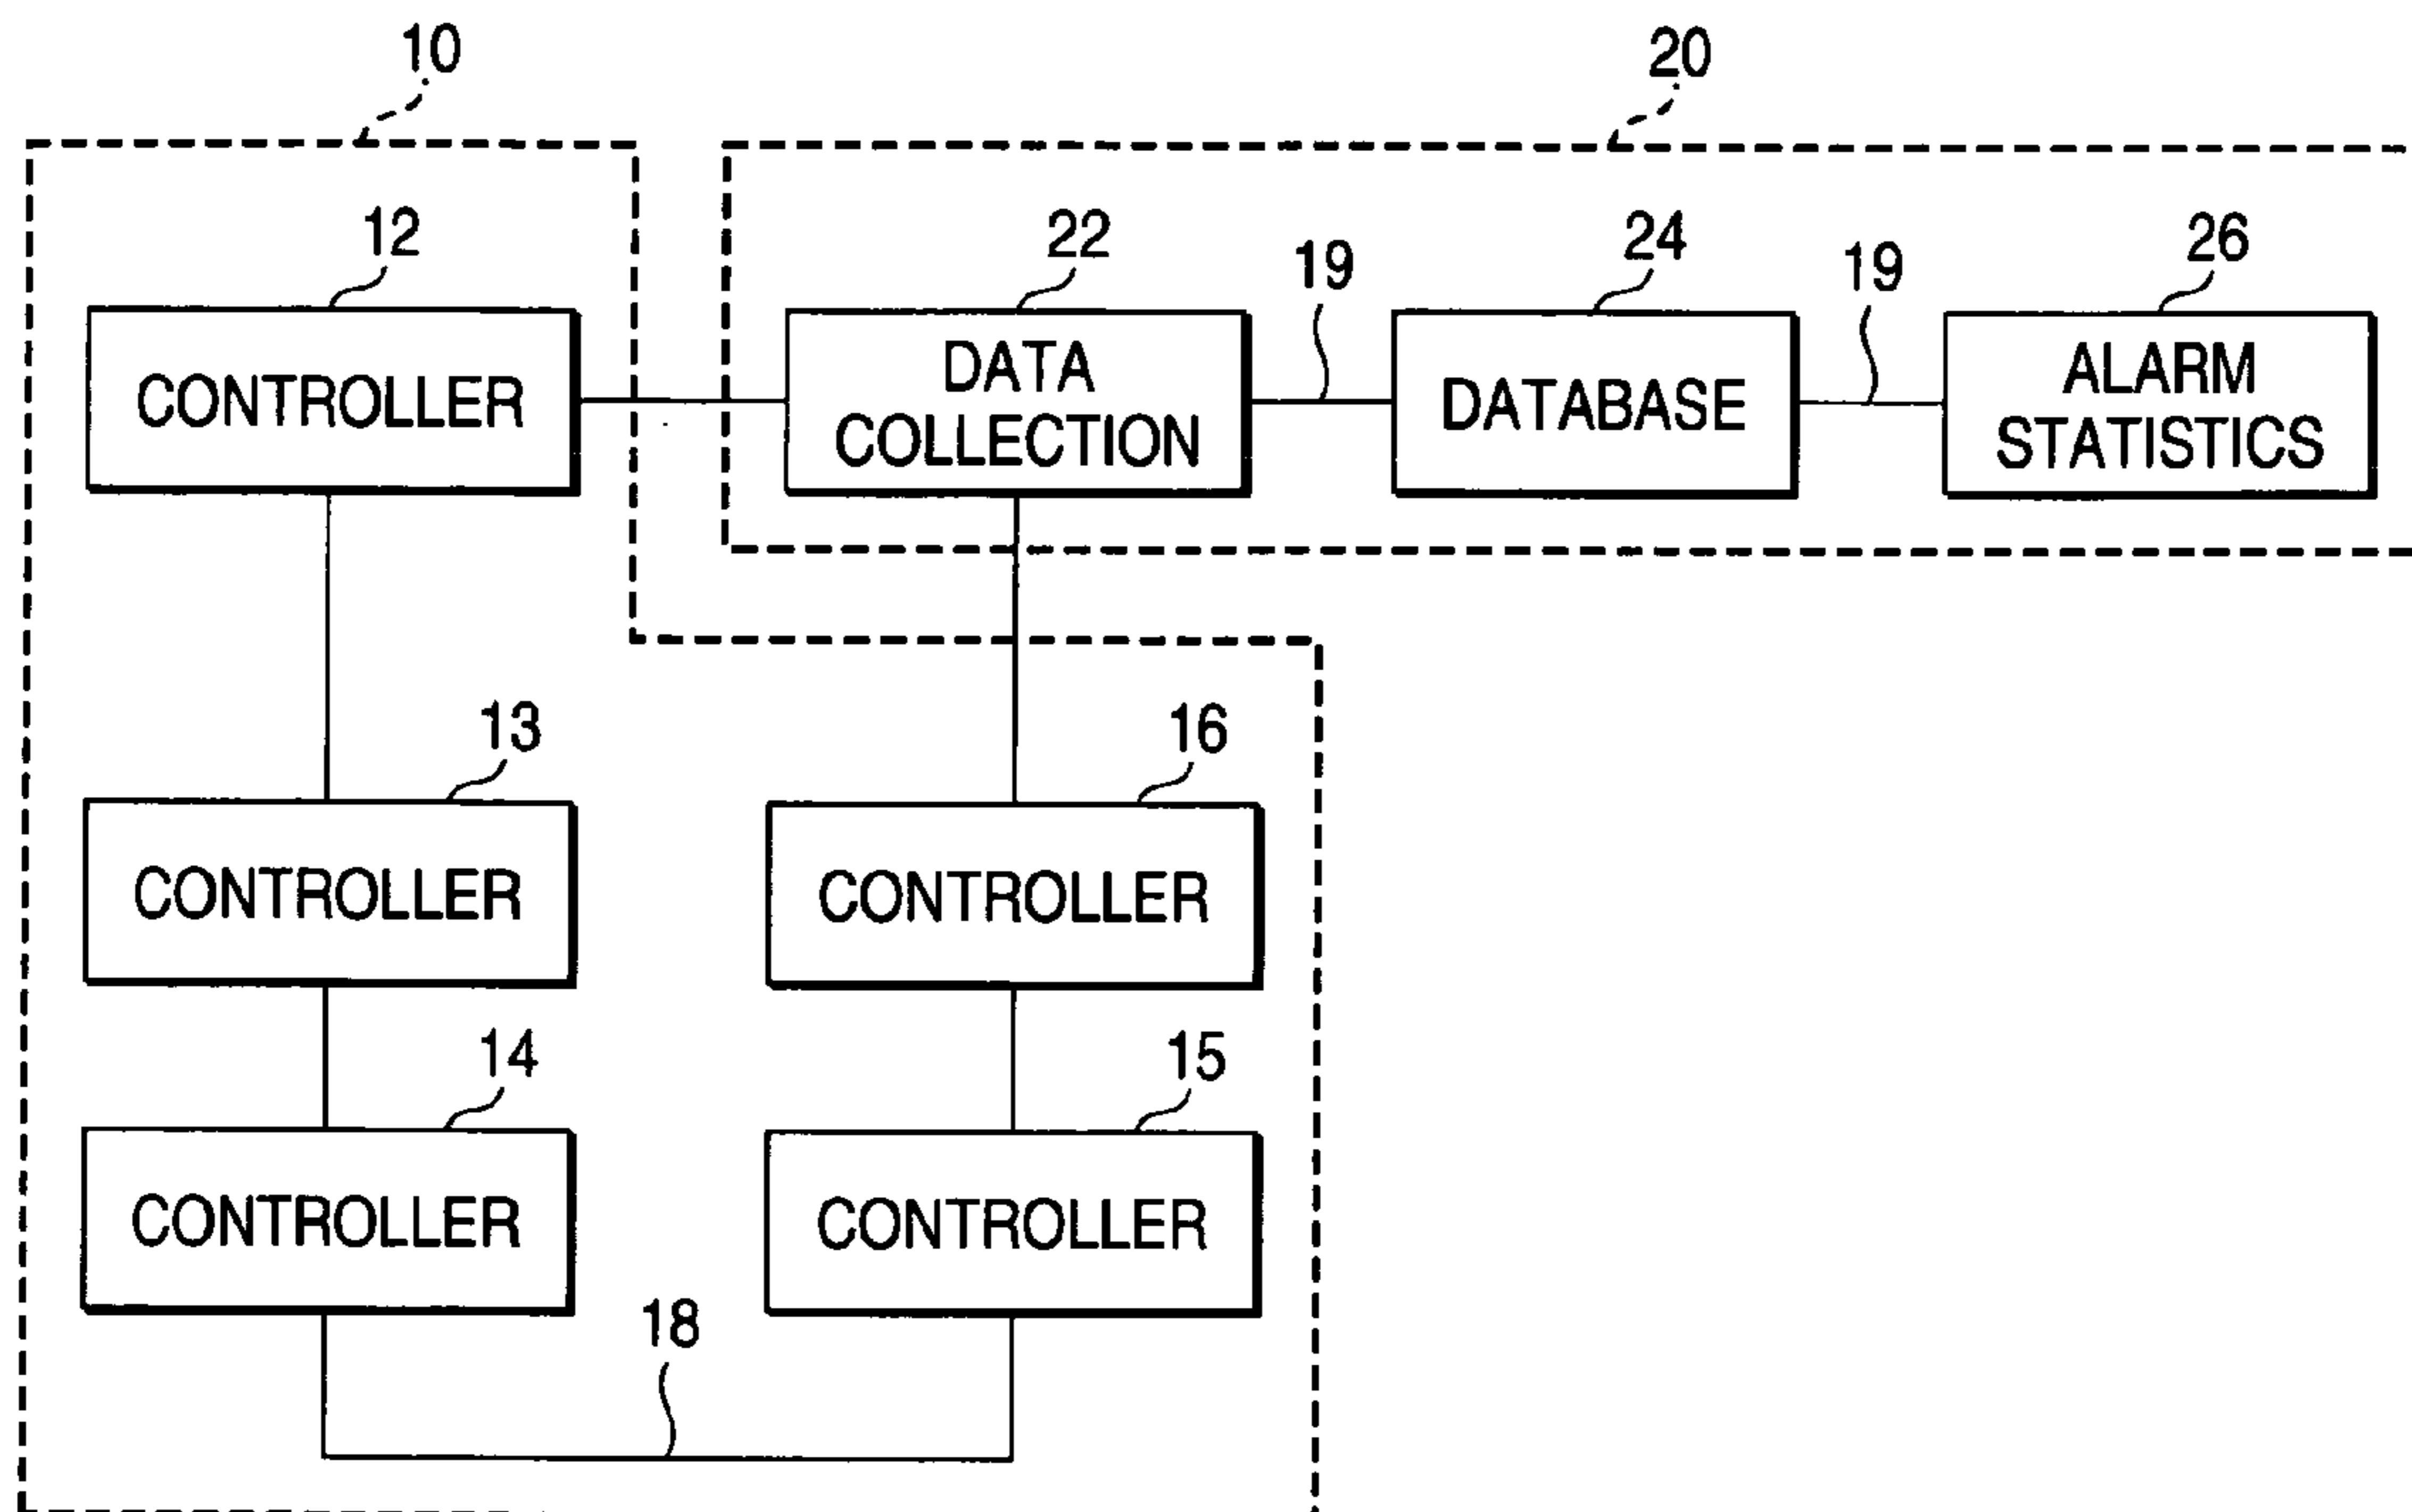 10
20
12
22
19
24
19
26
CONTROLLER
DATA
COLLECTION
DATABASE
ALARM
STATISTICS
13
16
CONTROLLER
CONTROLLER
14
15
CONTROLLER
CONTROLLER
18